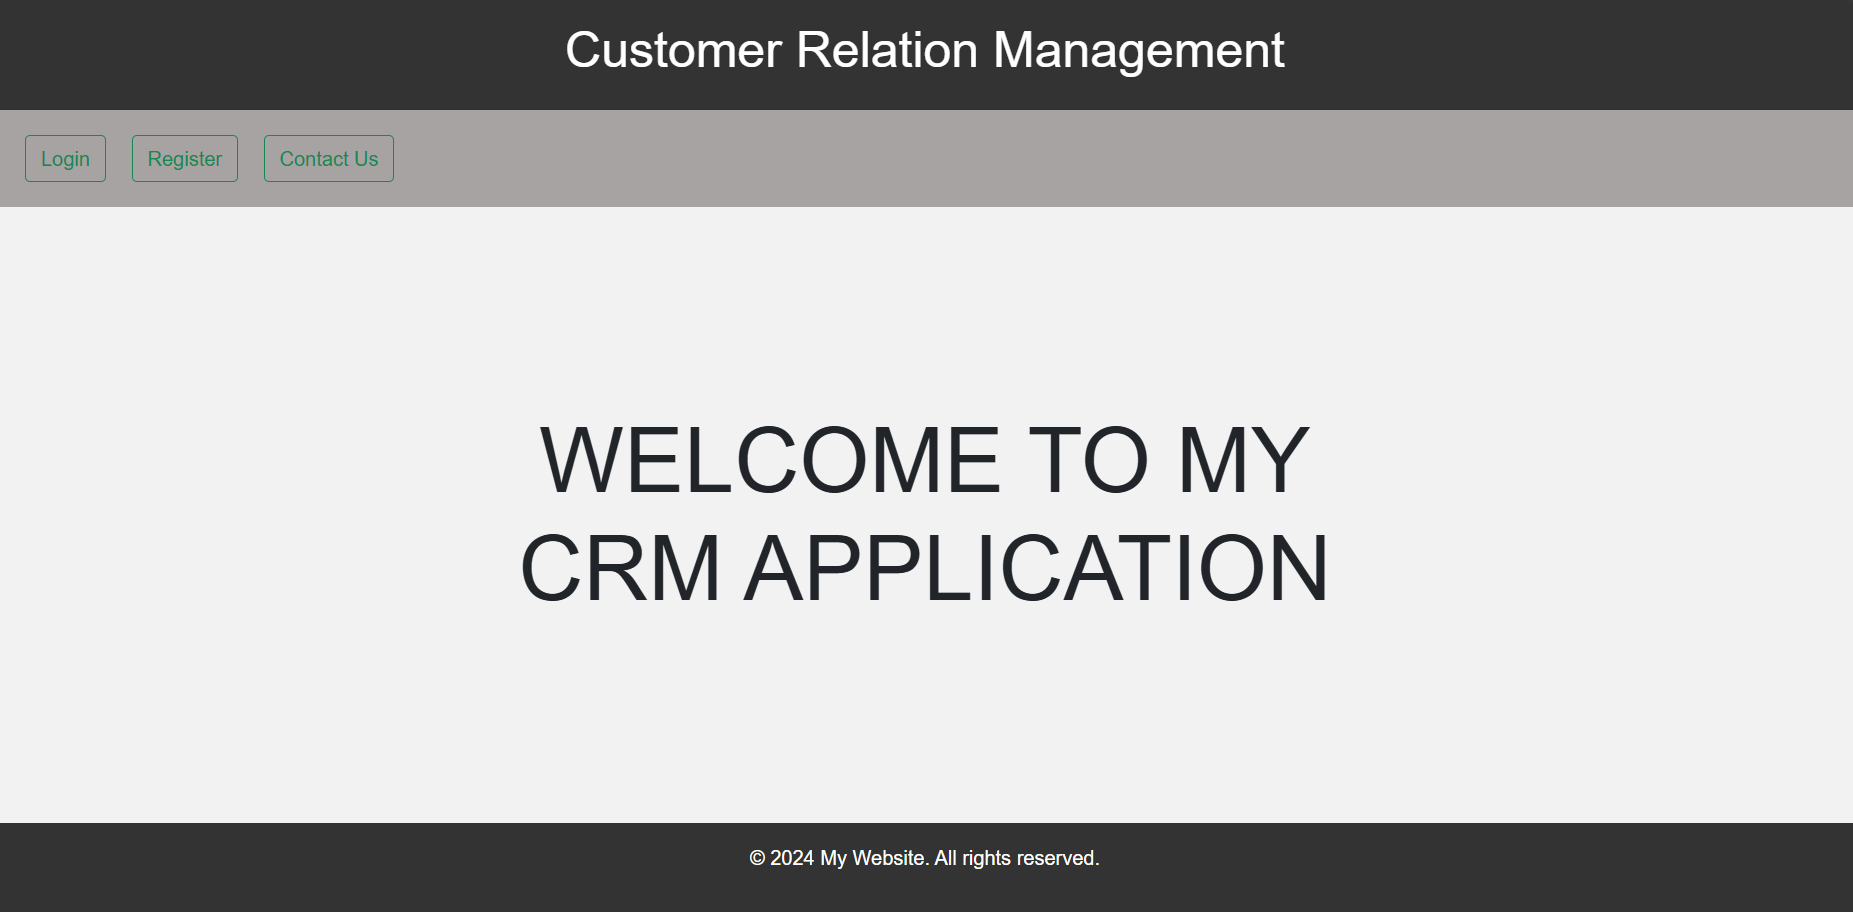 Customer Relation Management
Login Register Contact Us
WELCOME TO MY
CRM APPLICATION
© 2024 My Website. All rights reserved.